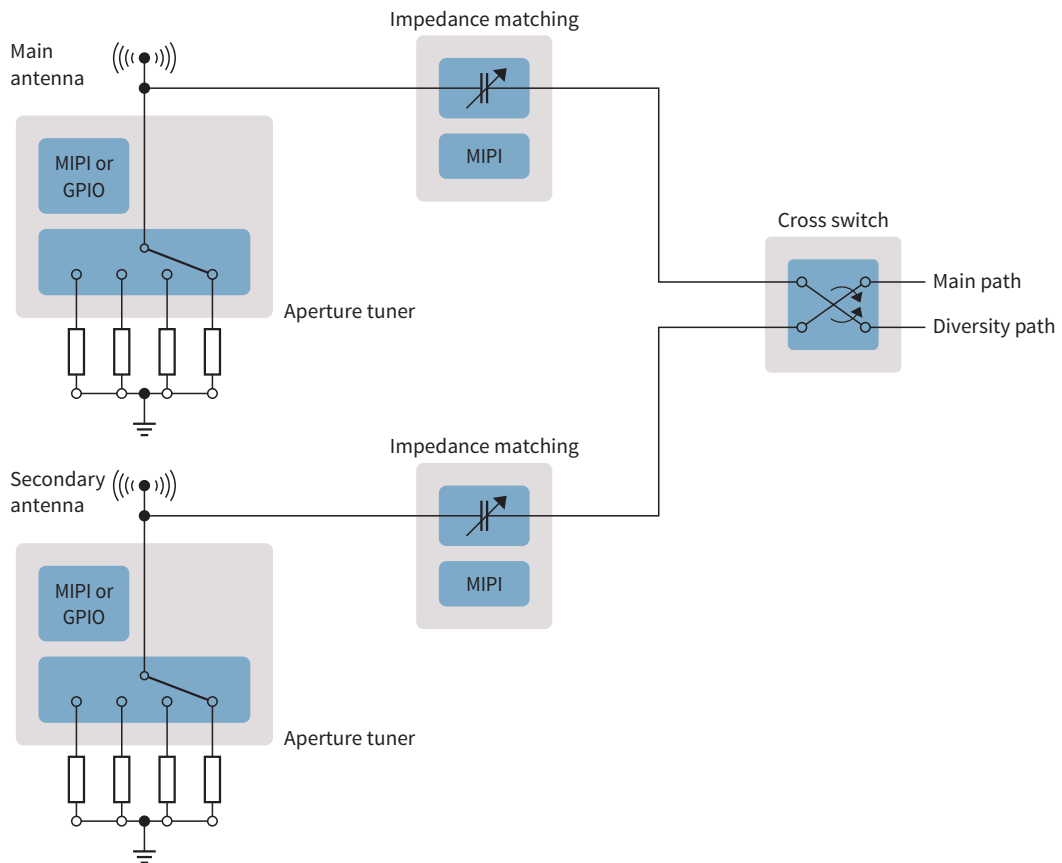 Impedance matching
Main
antenna
MIPI or
GPIO
MIPI
Aperture tuner
Cross switch
Main path
Diversity path
Impedance matching
Secondary
antenna
MIPI or
GPIO
MIPI
Aperture tuner